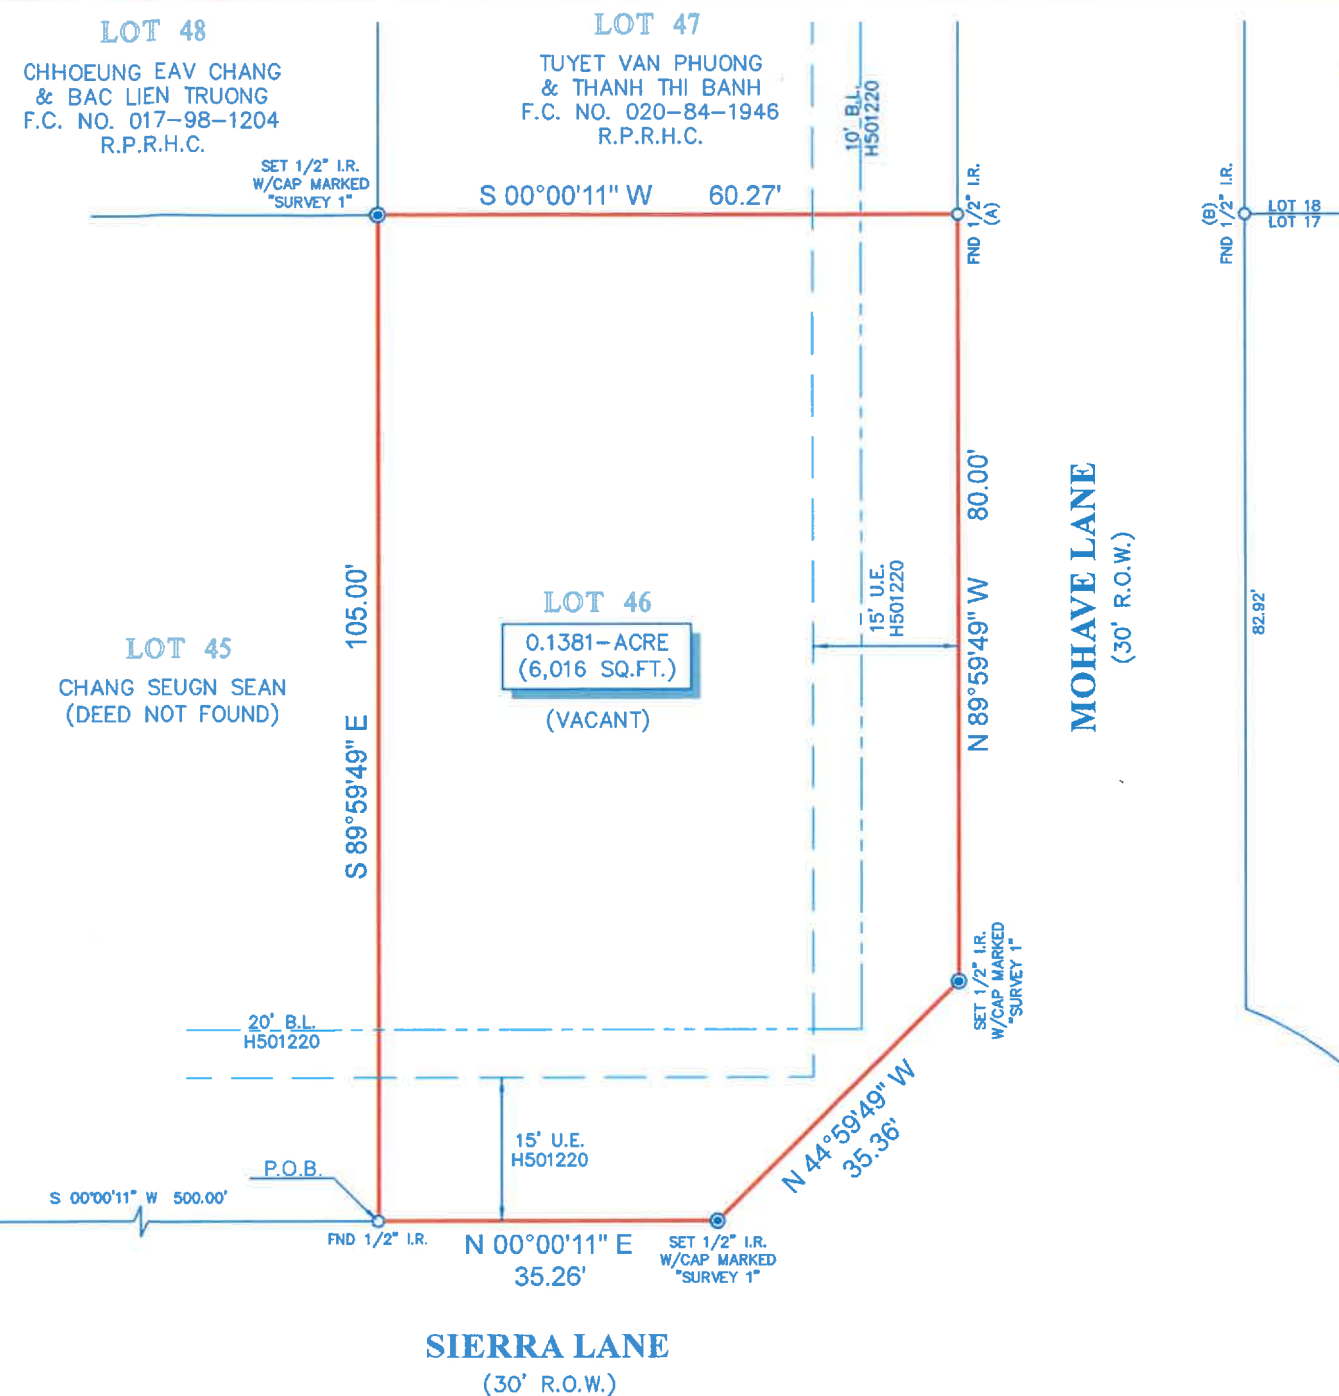 LOT 48
CHHOEUNG EAV CHANG
& BAC LIEN TRUONG
F.C. NO. 017-98-1204
R.P.R.H.C.
LOT 47
TUYET VAN PHUONG
& THANH THI BANH
F.C. NO. 020-84-1946
R.P.R.H.C.
10' B.L.
H501220
SET 1/2" I.R.
W/CAP MARKED
"SURVEY 1"
S 00°00'11" W 60.27'
FND 1/2" I.R.
(A)
(B)
FND 1/2" I.R.
LOT 18
LOT 17
S 89°59'49" E 105.00'
N 89°59'49" W 80.00'
MOHAVE LANE
(30' R.O.W.)
82.92'
15' U.E.
H501220
LOT 46
0.1381-ACRE
(6,016 SQ.FT.)
(VACANT)
LOT 45
CHANG SEUGN SEAN
(DEED NOT FOUND)
SET 1/2" I.R.
W/CAP MARKED
"SURVEY 1"
20' B.L.
H501220
N 44°59'49" W
35.36'
15' U.E.
H501220
P.O.B.
S 00°00'11" W 500.00'
FND 1/2" I.R.
N 00°00'11" E
35.26'
SET 1/2" I.R.
W/CAP MARKED
"SURVEY 1"
SIERRA LANE
(30' R.O.W.)